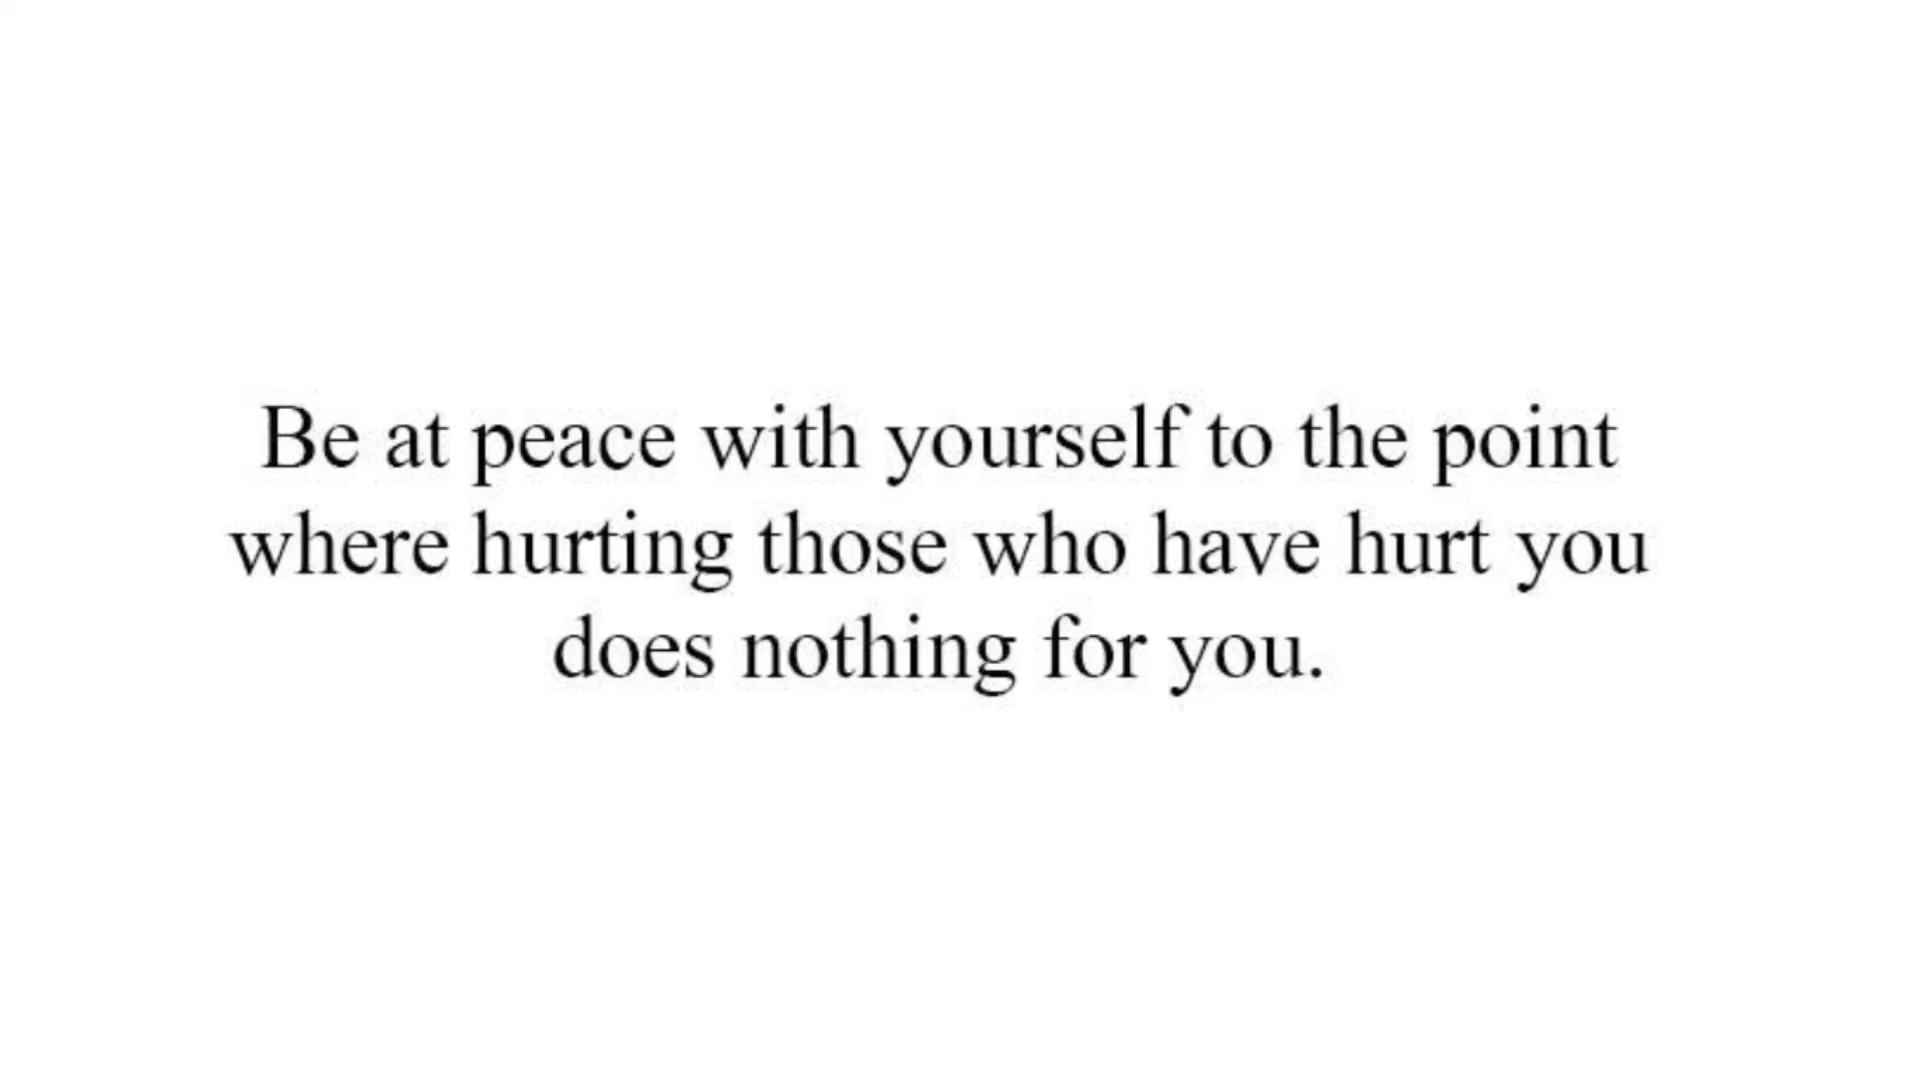 Be at peace with yourself to the point
where hurting those who have hurt you
does nothing for you.